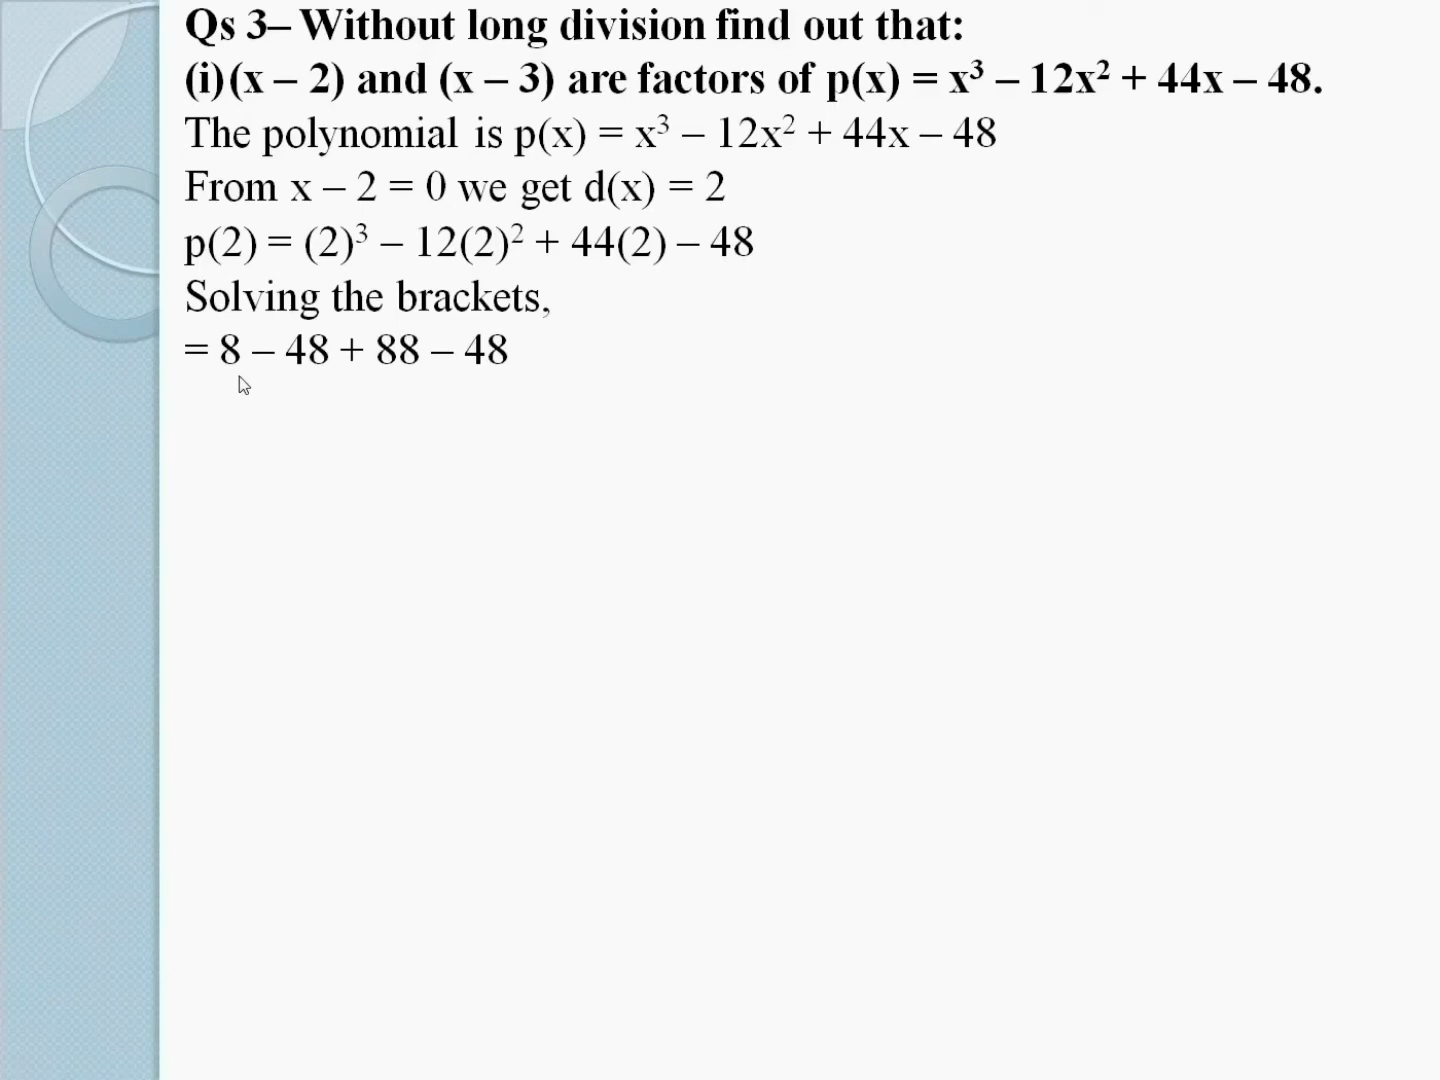 Qs 3– Without long division find out that:
(i)(x – 2) and (x – 3) are factors of p(x) = x³ – 12x² + 44x – 48.
The polynomial is p(x) = x³ – 12x² + 44x – 48
From x – 2 = 0 we get d(x) = 2
p(2) = (2)³ – 12(2)² + 44(2) – 48
Solving the brackets,
= 8 – 48 + 88 – 48